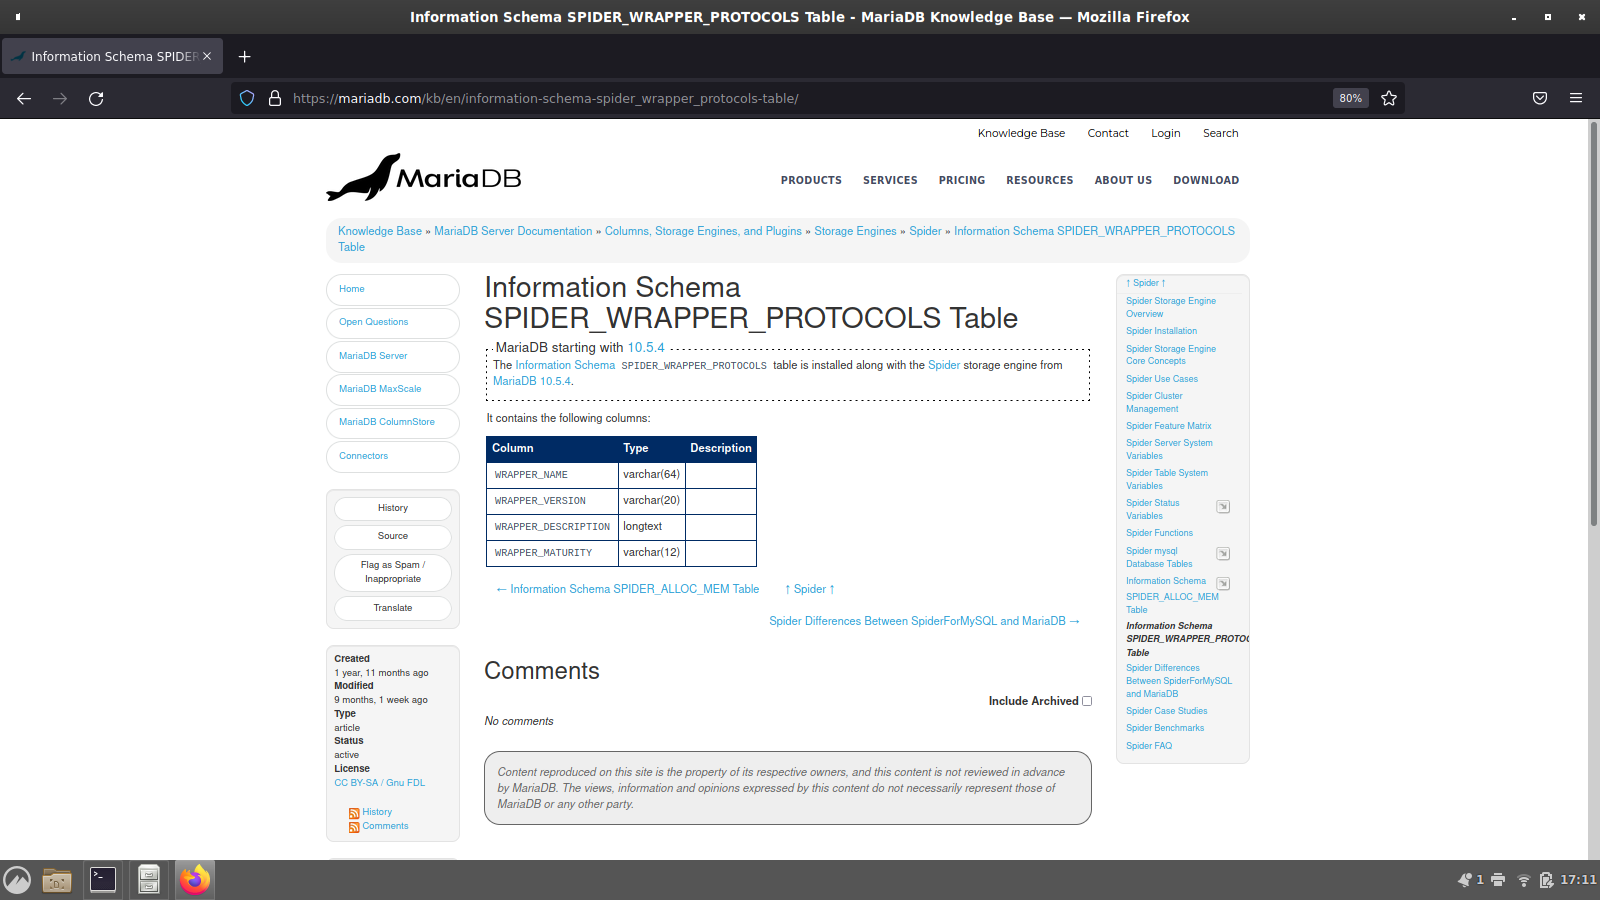 Information Schema SPIDER_WRAPPER_PROTOCOLS Table - MariaDB Knowledge Base — Mozilla Firefox
Information Schema SPIDER
https://mariadb.com/kb/en/information-schema-spider_wrapper_protocols-table/
80%
Knowledge Base Contact Login Search
MariaDB
PRODUCTS SERVICES PRICING RESOURCES ABOUT US DOWNLOAD
Knowledge Base » MariaDB Server Documentation » Columns, Storage Engines, and Plugins » Storage Engines » Spider » Information Schema SPIDER_WRAPPER_PROTOCOLS
Table
Home
Open Questions
MariaDB Server
MariaDB MaxScale
MariaDB ColumnStore
Connectors
History
Source
Flag as Spam /
Inappropriate
Translate
Created
1 year, 11 months ago
Modified
9 months, 1 week ago
Type
article
Status
active
License
CC BY-SA / Gnu FDL
History
Comments
Information Schema
SPIDER_WRAPPER_PROTOCOLS Table
MariaDB starting with 10.5.4
The Information Schema SPIDER_WRAPPER_PROTOCOLS table is installed along with the Spider storage engine from
MariaDB 10.5.4.
It contains the following columns:
Column Type Description
WRAPPER_NAME varchar(64)
WRAPPER_VERSION varchar(20)
WRAPPER_DESCRIPTION longtext
WRAPPER_MATURITY varchar(12)
← Information Schema SPIDER_ALLOC_MEM Table ↑ Spider ↑
Spider Differences Between SpiderForMySQL and MariaDB →
Comments
Include Archived
No comments
Content reproduced on this site is the property of its respective owners, and this content is not reviewed in advance
by MariaDB. The views, information and opinions expressed by this content do not necessarily represent those of
MariaDB or any other party.
↑ Spider ↑
Spider Storage Engine
Overview
Spider Installation
Spider Storage Engine
Core Concepts
Spider Use Cases
Spider Cluster
Management
Spider Feature Matrix
Spider Server System
Variables
Spider Table System
Variables
Spider Status
Variables
Spider Functions
Spider mysql
Database Tables
Information Schema
SPIDER_ALLOC_MEM
Table
Information Schema
SPIDER_WRAPPER_PROTOC
Table
Spider Differences
Between SpiderForMySQL
and MariaDB
Spider Case Studies
Spider Benchmarks
Spider FAQ
1
17:11